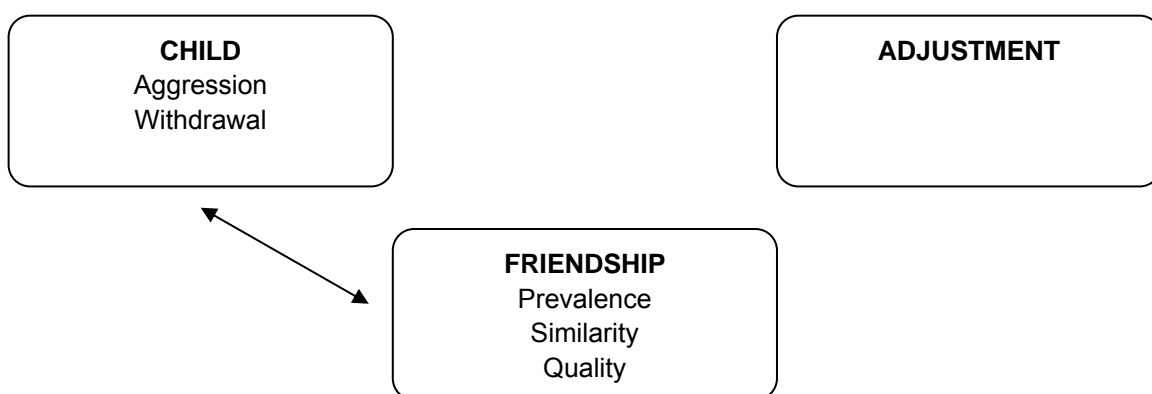 CHILD
Aggression
Withdrawal
ADJUSTMENT
FRIENDSHIP
Prevalence
Similarity
Quality